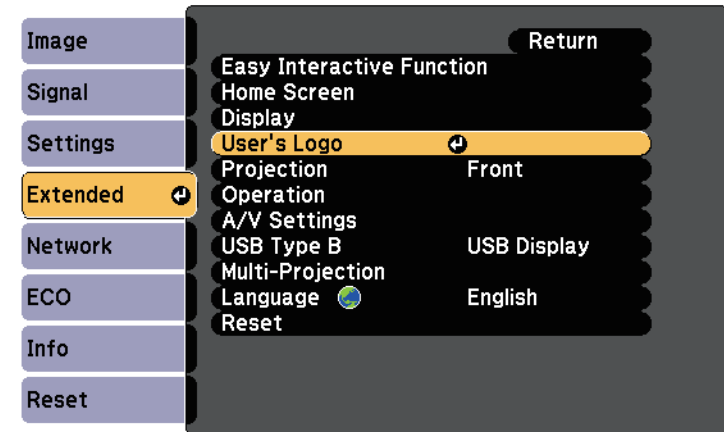 Image
Signal
Settings
Extended
Network
ECO
Info
Reset
Return
Easy Interactive Function
Home Screen
Display
User's Logo
Projection Front
Operation
A/V Settings
USB Type B USB Display
Multi-Projection
Language English
Reset